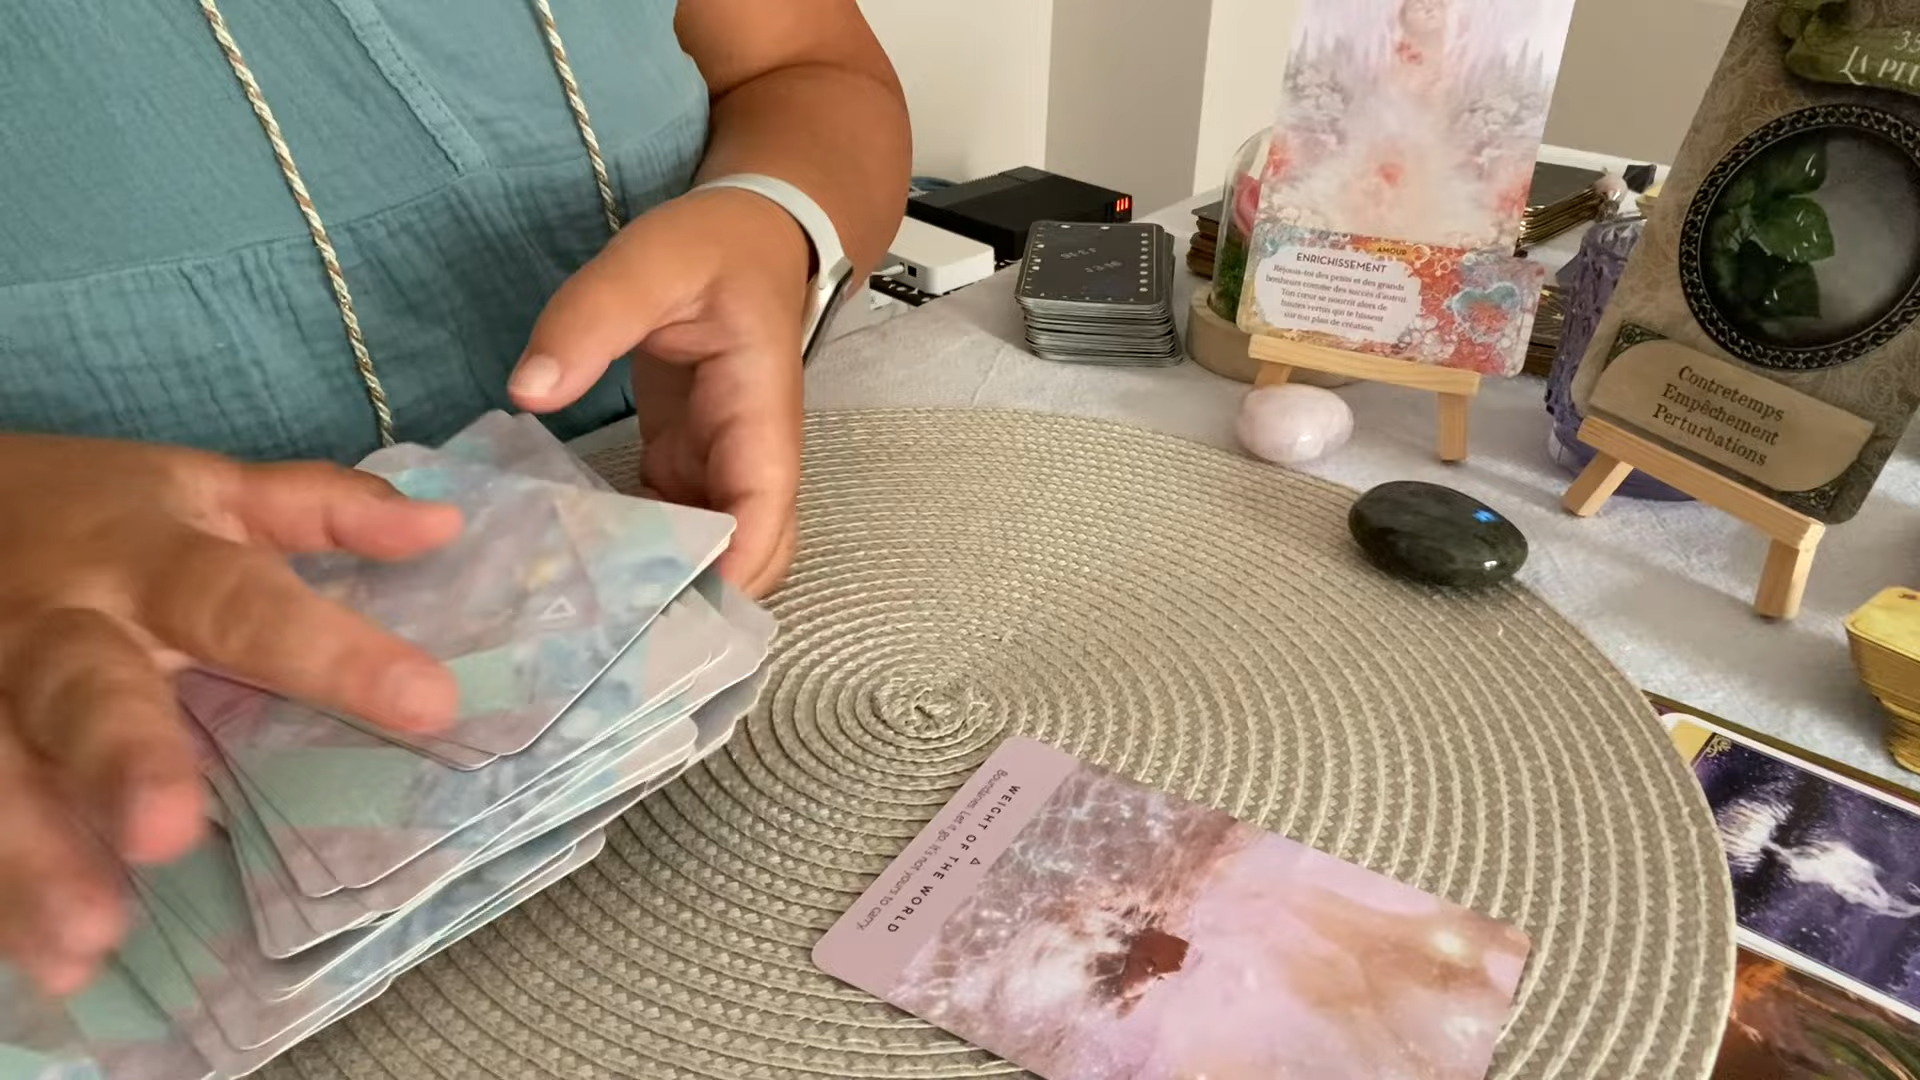 AMOUR
ENRICHISSEMENT
Réjouis-toi des petits et des grands
bonheurs comme des succès d'autrui.
Ton cœur se nourrit alors de
hautes vertus qui te hissent
sur ton plan de création.
LA PLU
Contretemps
Empêchement
Perturbations
WEIGHT OF THE WORLD
Boundaries. Let it go. It's not yours to carry.